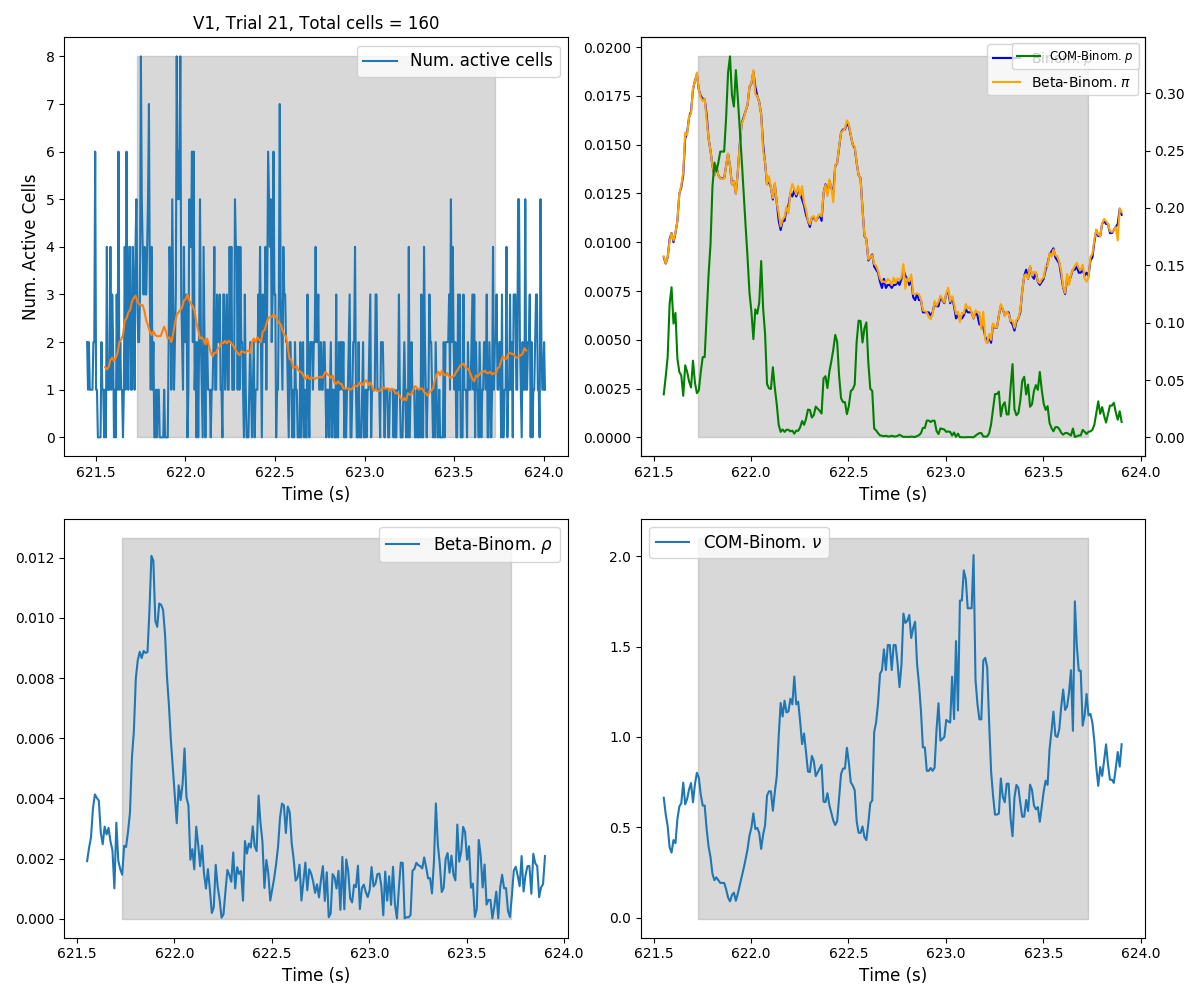 V1, Trial 21, Total cells = 160
Num. active cells
Num. Active Cells
8
7
6
5
4
3
2
1
0
621.5 622.0 622.5 623.0 623.5 624.0
Time (s)
COM-Binom. p
Beta-Binom. π
0.0200
0.0175
0.0150
0.0125
0.0100
0.0075
0.0050
0.0025
0.0000
0.30
0.25
0.20
0.15
0.10
0.05
0.00
621.5 622.0 622.5 623.0 623.5 624.0
Time (s)
Beta-Binom. ρ
0.012
0.010
0.008
0.006
0.004
0.002
0.000
621.5 622.0 622.5 623.0 623.5 624.0
Time (s)
COM-Binom. ν
2.0
1.5
1.0
0.5
0.0
621.5 622.0 622.5 623.0 623.5 624.0
Time (s)